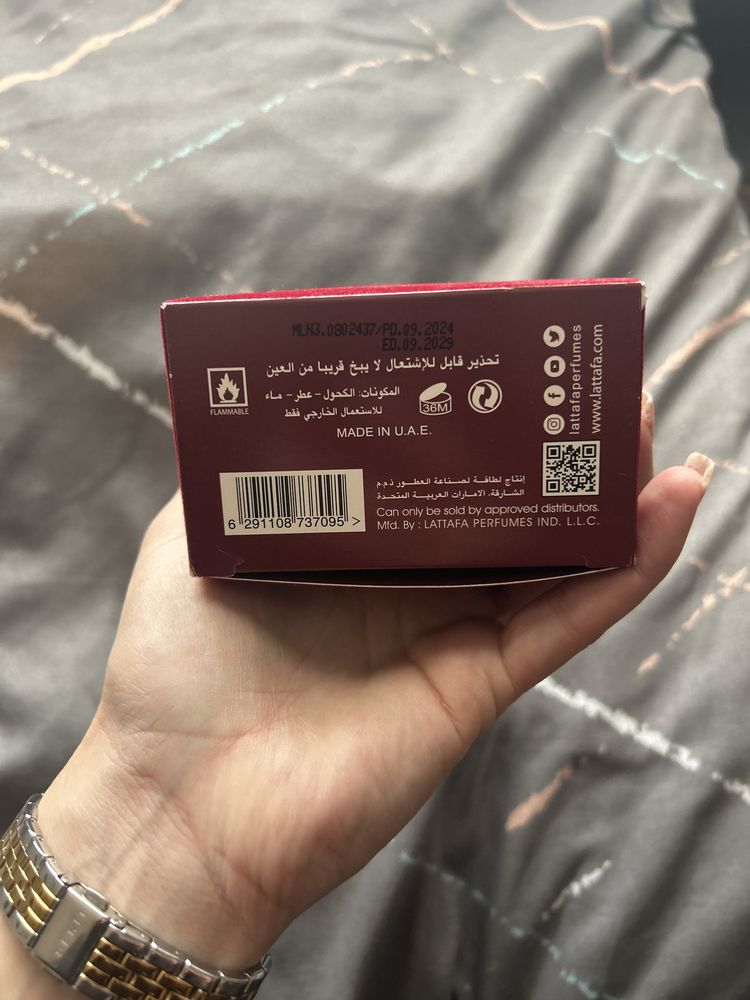 MLN3.0802437/PD.09.2024
ED.09.2029
تحذير قابل للإشتعال لا يبخ قريبا من العين
FLAMMABLE
المكونات: الكحول - عطر - ماء
للاستعمال الخارجي فقط
36M
MADE IN U.A.E.
lattafaperfumes
www.lattafa.com
6 291108 737095 >
إنتاج لطافة لصناعة العطور ذ.م.م
الشارقة، الامارات العربية المتحدة
Can only be sold by approved distributors.
Mfd. By : LATTAFA PERFUMES IND. L.L.C.